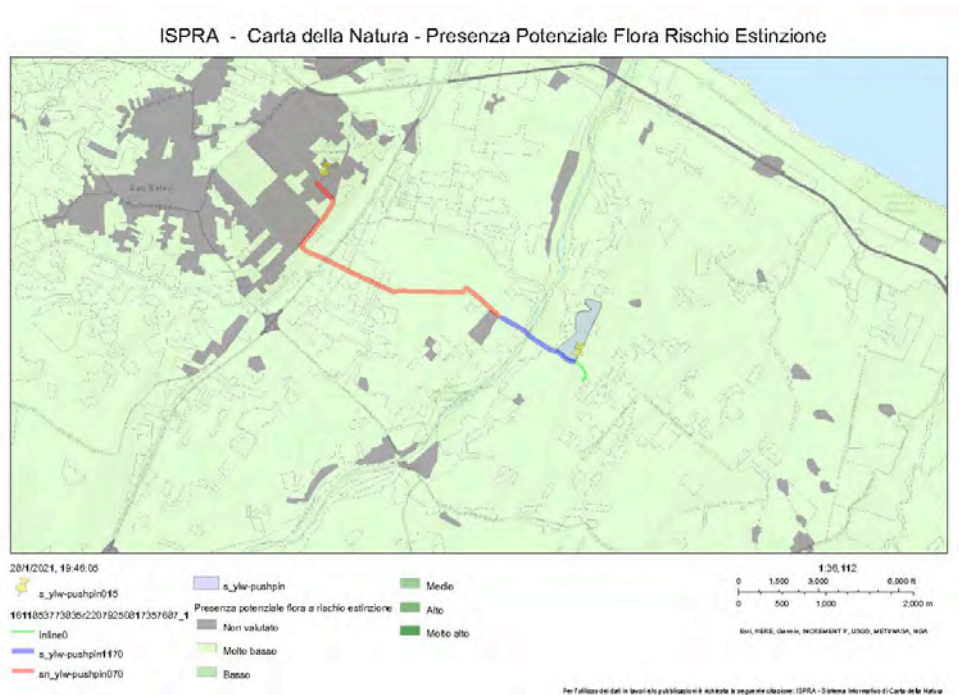 ISPRA - Carta della Natura - Presenza Potenziale Flora Rischio Estinzione
San Salvo
28/1/2021, 19:46:05
s_ylw-pushpin015
inline0
s_ylw-pushpin1170
sn_ylw-pushpin070
s_ylw-pushpin
Presenza potenziale flora a rischio estinzione
Non valutato
Molto basso
Basso
Medio
Alto
Molto alto
1:36,112
0 1,500 3,000 6,000 ft
0 500 1,000 2,000 m
Esri, HERE, Garmin, INCREMENT P, USGS, METI/NASA, NGA
Per l'utilizzo dei dati in lavori e/o pubblicazioni è richiesta la seguente citazione: ISPRA - Sistema Informativo di Carta della Natura